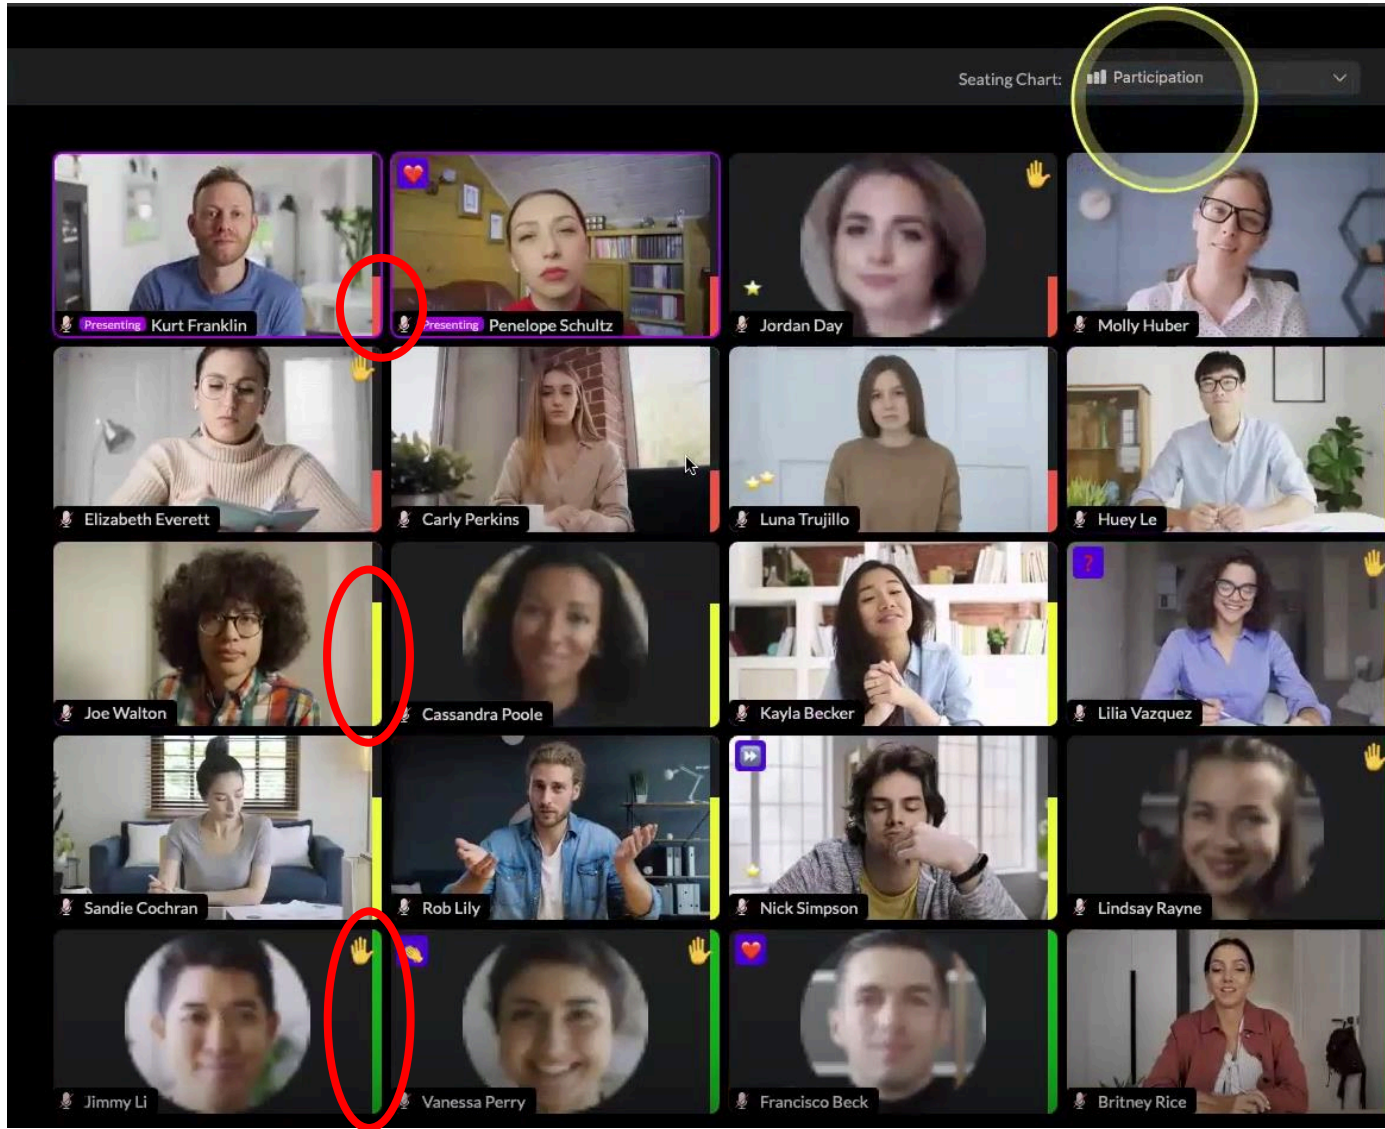 Seating Chart: Participation
Presenting Kurt Franklin
Presenting Penelope Schultz
Jordan Day
Molly Huber
Elizabeth Everett
Carly Perkins
Luna Trujillo
Huey Le
?
Joe Walton
Cassandra Poole
Kayla Becker
Lilia Vazquez
Sandie Cochran
Rob Lily
Nick Simpson
Lindsay Rayne
Jimmy Li
Vanessa Perry
Francisco Beck
Britney Rice